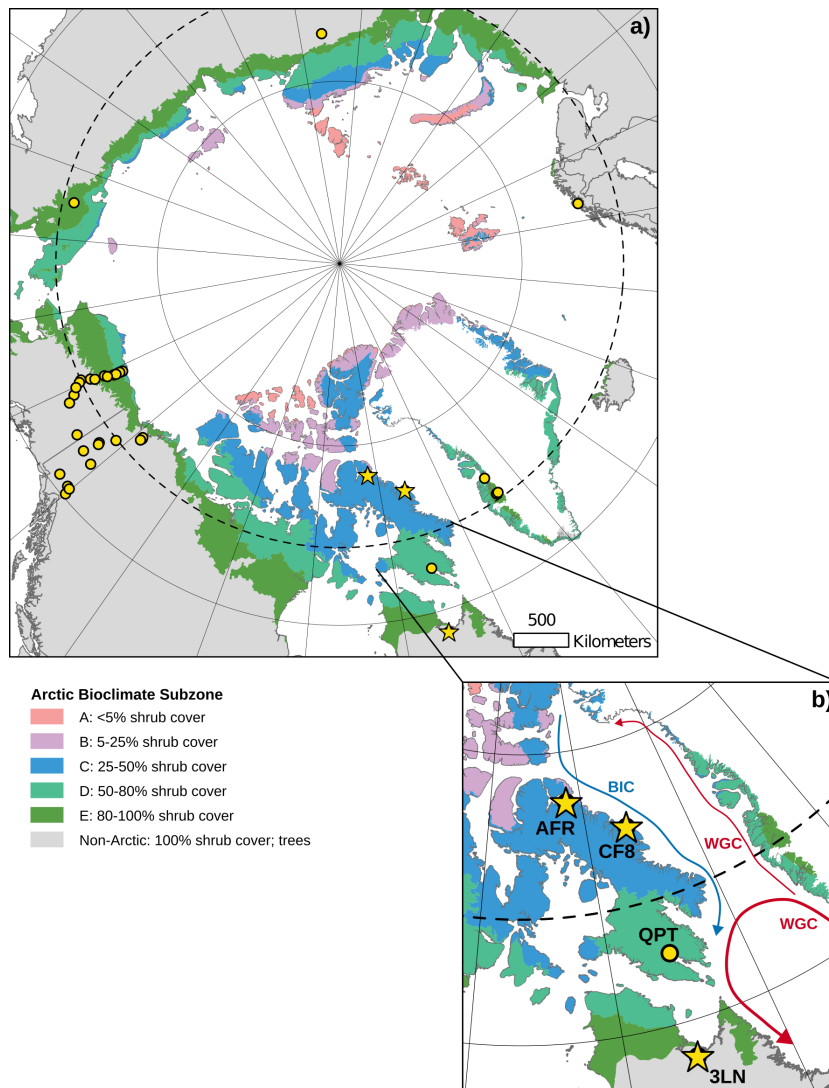 a)
500
Kilometers
Arctic Bioclimate Subzone
A: <5% shrub cover
B: 5-25% shrub cover
C: 25-50% shrub cover
D: 50-80% shrub cover
E: 80-100% shrub cover
Non-Arctic: 100% shrub cover; trees
b)
BIC
AFR
CF8
WGC
WGC
QPT
3LN